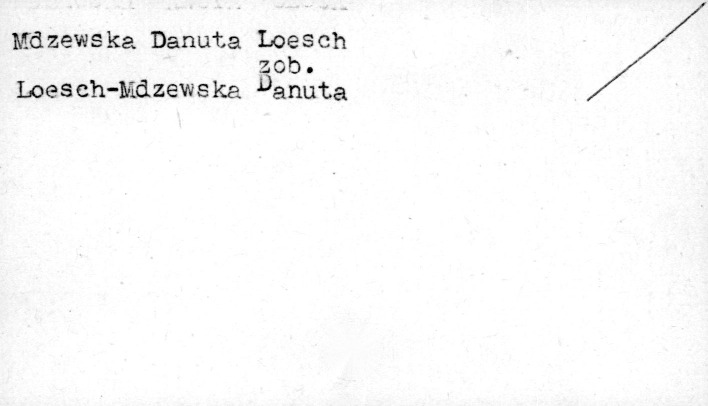 Mdzewska Danuta Loesch
zob.
Loesch-Mdzewska Danuta